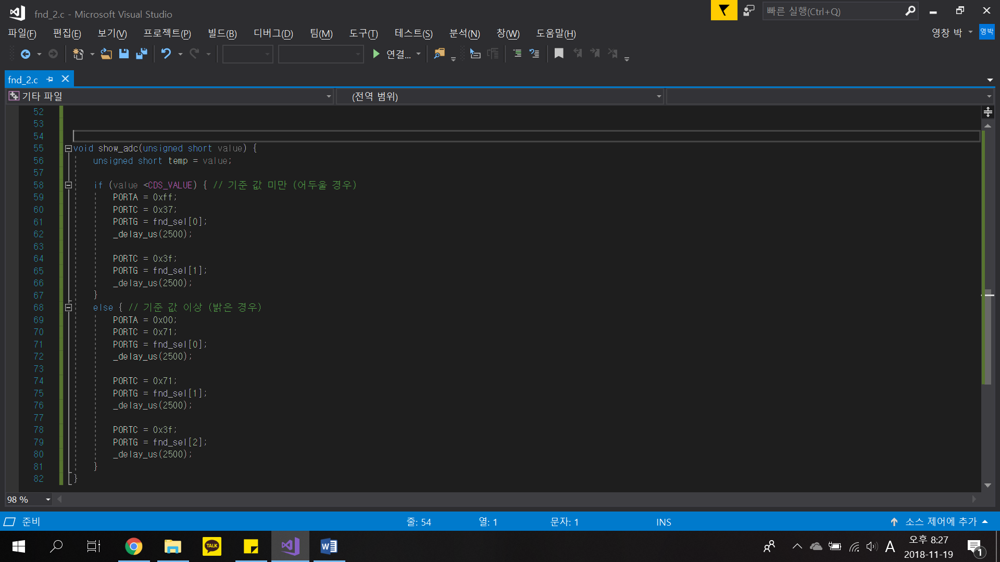 fnd_2.c - Microsoft Visual Studio
빠른 실행(Ctrl+Q)
파일(F) 편집(E) 보기(V) 프로젝트(P) 빌드(B) 디버그(D) 팀(M) 도구(T) 테스트(S) 분석(N) 창(W) 도움말(H)
영창 박 영박
연결...
fnd_2.c
기타 파일 (전역 범위)
52
53
54
55 void show_adc(unsigned short value) {
56 unsigned short temp = value;
57
58 if (value <CDS_VALUE) { // 기준 값 미만 (어두울 경우)
59 PORTA = 0xff;
60 PORTC = 0x37;
61 PORTG = fnd_sel[0];
62 _delay_us(2500);
63
64 PORTC = 0x3f;
65 PORTG = fnd_sel[1];
66 _delay_us(2500);
67 }
68 else { // 기준 값 이상 (밝은 경우)
69 PORTA = 0x00;
70 PORTC = 0x71;
71 PORTG = fnd_sel[0];
72 _delay_us(2500);
73
74 PORTC = 0x71;
75 PORTG = fnd_sel[1];
76 _delay_us(2500);
77
78 PORTC = 0x3f;
79 PORTG = fnd_sel[2];
80 _delay_us(2500);
81 }
82 }
98 %
준비 줄: 54 열: 1 문자: 1 INS 소스 제어에 추가
TALK
W
A
오후 8:27
2018-11-19
1